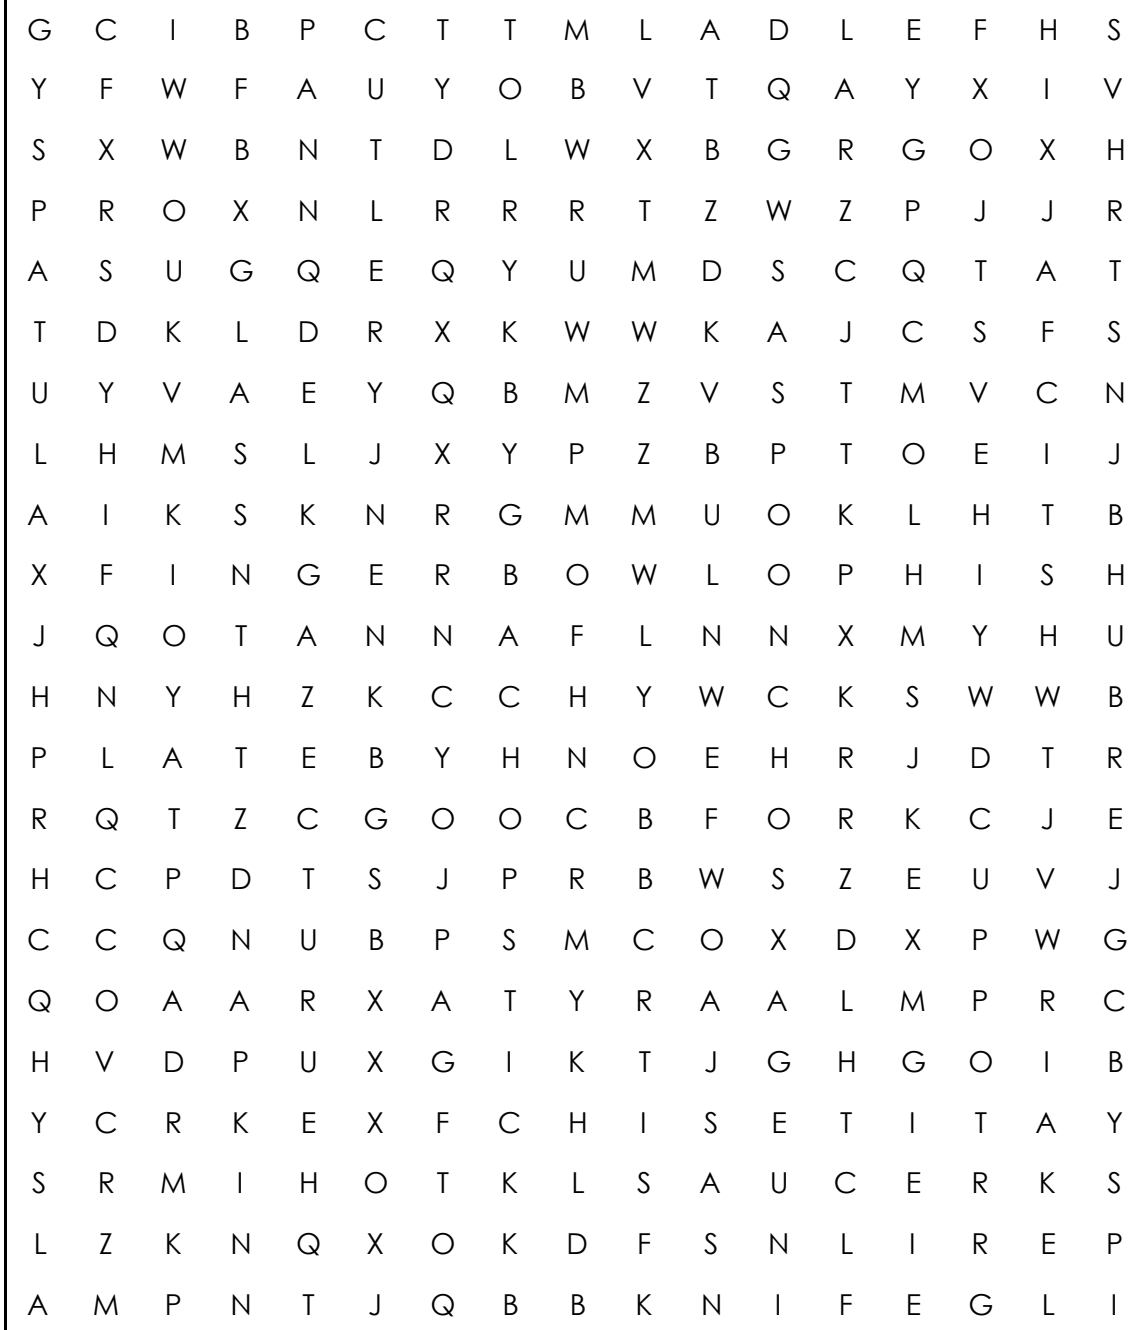 G C I B P C T T M L A D L E F H S
Y F W F A U Y O B V T Q A Y X I V
S X W B N T D L W X B G R G O X H
P R O X N L R R R T Z W Z P J J R
A S U G Q E Q Y U M D S C Q T A T
T D K L D R X K W W K A J C S F S
U Y V A E Y Q B M Z V S T M V C N
L H M S L J X Y P Z B P T O E I J
A I K S K N R G M M U O K L H T B
X F I N G E R B O W L O P H I S H
J Q O T A N N A F L N N X M Y H U
H N Y H Z K C C H Y W C K S W W B
P L A T E B Y H N O E H R J D T R
R Q T Z C G O O C B F O R K C J E
H C P D T S J P R B W S Z E U V J
C C Q N U B P S M C O X D X P W G
Q O A A R X A T Y R A A L M P R C
H V D P U X G I K T J G H G O I B
Y C R K E X F C H I S E T I T A Y
S R M I H O T K L S A U C E R K S
L Z K N Q X O K D F S N L I R E P
A M P N T J Q B B K N I F E G L I